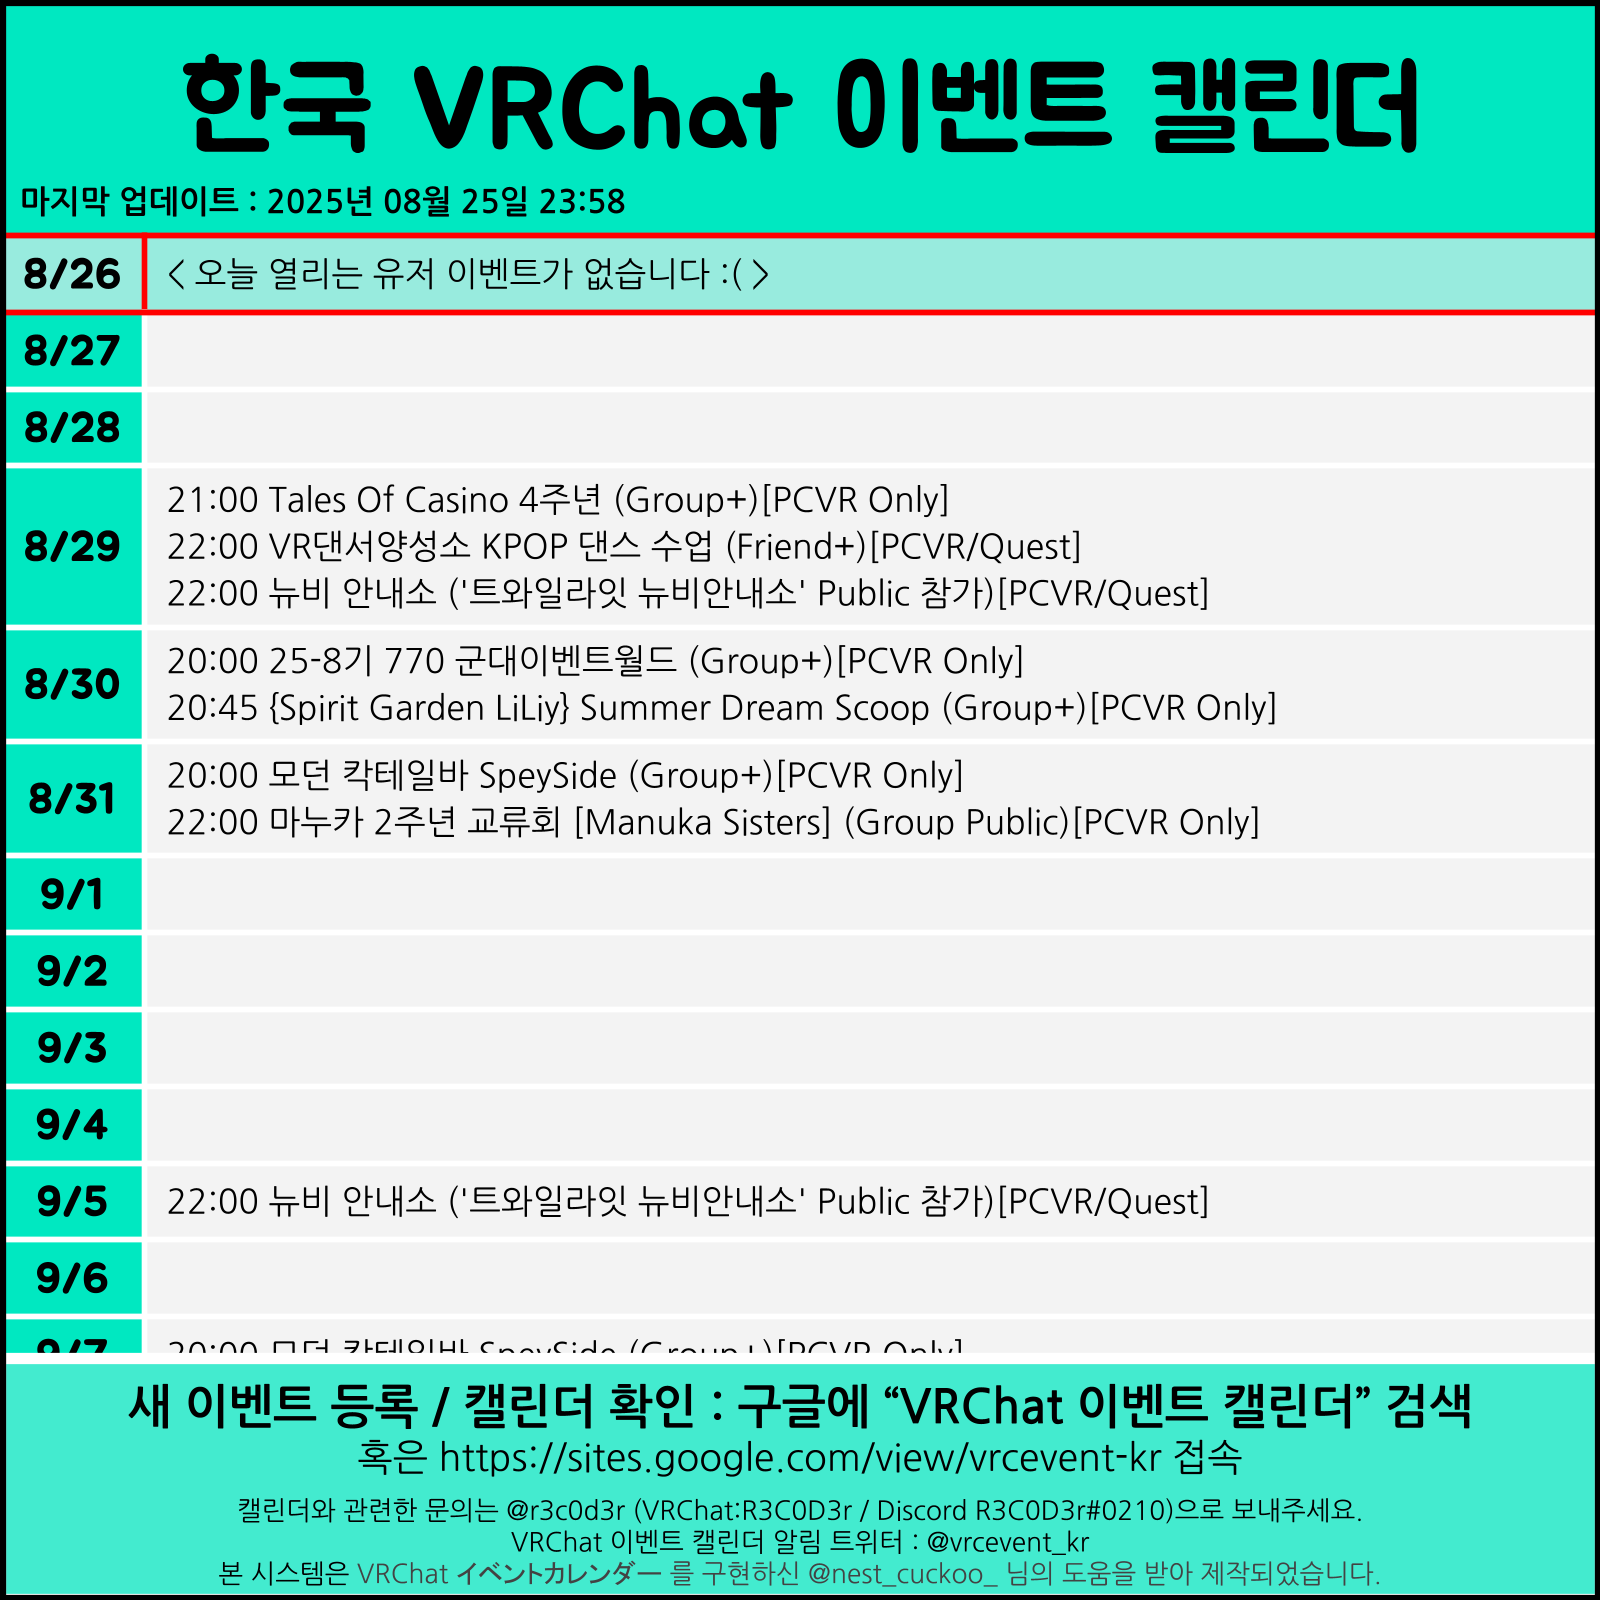 한국 VRChat 이벤트 캘린더
마지막 업데이트 : 2025년 08월 25일 23:58
8/26 < 오늘 열리는 유저 이벤트가 없습니다 :( >
8/27
8/28
8/29
21:00 Tales Of Casino 4주년 (Group+)[PCVR Only]
22:00 VR댄서양성소 KPOP 댄스 수업 (Friend+)[PCVR/Quest]
22:00 뉴비 안내소 ('트와일라잇 뉴비안내소' Public 참가)[PCVR/Quest]
8/30
20:00 25-8기 770 군대이벤트월드 (Group+)[PCVR Only]
20:45 {Spirit Garden LiLiy} Summer Dream Scoop (Group+)[PCVR Only]
8/31
20:00 모던 칵테일바 SpeySide (Group+)[PCVR Only]
22:00 마누카 2주년 교류회 [Manuka Sisters] (Group Public)[PCVR Only]
9/1
9/2
9/3
9/4
9/5 22:00 뉴비 안내소 ('트와일라잇 뉴비안내소' Public 참가)[PCVR/Quest]
9/6
9/7 20:00 모던 칵테일바 SpeySide (Group+)[PCVR Only]
새 이벤트 등록 / 캘린더 확인 : 구글에 “VRChat 이벤트 캘린더” 검색
혹은 https://sites.google.com/view/vrcevent-kr 접속
캘린더와 관련한 문의는 @r3c0d3r (VRChat:R3C0D3r / Discord R3C0D3r#0210)으로 보내주세요.
VRChat 이벤트 캘린더 알림 트위터 : @vrcevent_kr
본 시스템은 VRChat イベントカレンダー 를 구현하신 @nest_cuckoo_ 님의 도움을 받아 제작되었습니다.